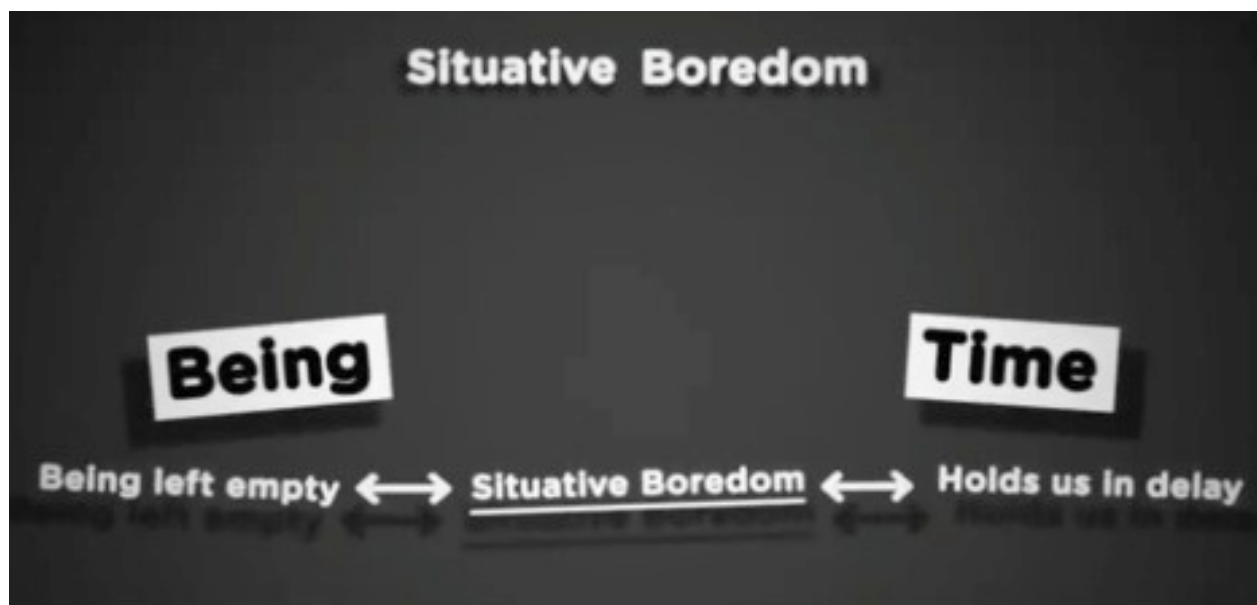 Situative Boredom
Being
Time
Being left empty ↔ Situative Boredom ↔ Holds us in delay